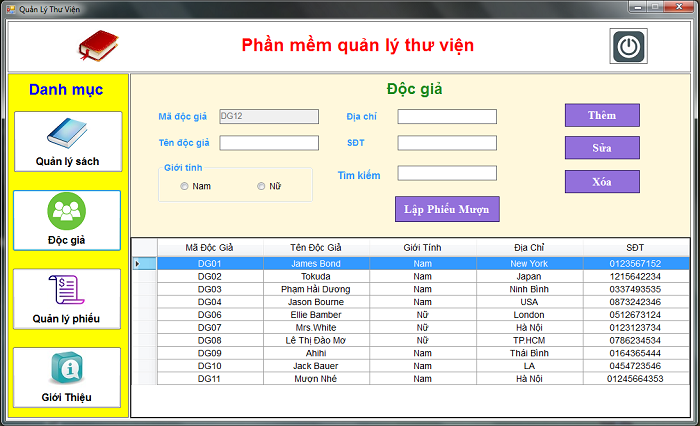 Quản Lý Thư Viện
Phần mềm quản lý thư viện
Danh mục
Quản lý sách
Độc giả
Quản lý phiếu
Giới Thiệu
Độc giả
Mã độc giả DG12 Địa chỉ Thêm
Tên độc giả SĐT Sửa
Giới tính Tìm kiếm Xóa
Nam Nữ
Lập Phiếu Mượn
Mã Độc Giả Tên Độc Giả Giới Tính Địa Chỉ SĐT
DG01 James Bond Nam New York 0123567152
DG02 Tokuda Nam Japan 1215642234
DG03 Phạm Hải Dương Nam Ninh Bình 0337493535
DG04 Jason Bourne Nam USA 0873242346
DG06 Ellie Bamber Nữ London 0512673124
DG07 Mrs.White Nữ Hà Nội 0123123734
DG08 Lê Thị Đào Mơ Nữ TP.HCM 0786234534
DG09 Ahihi Nam Thái Bình 0164365444
DG10 Jack Bauer Nam LA 0454723546
DG11 Mượn Nhé Nam Hà Nội 01245664353